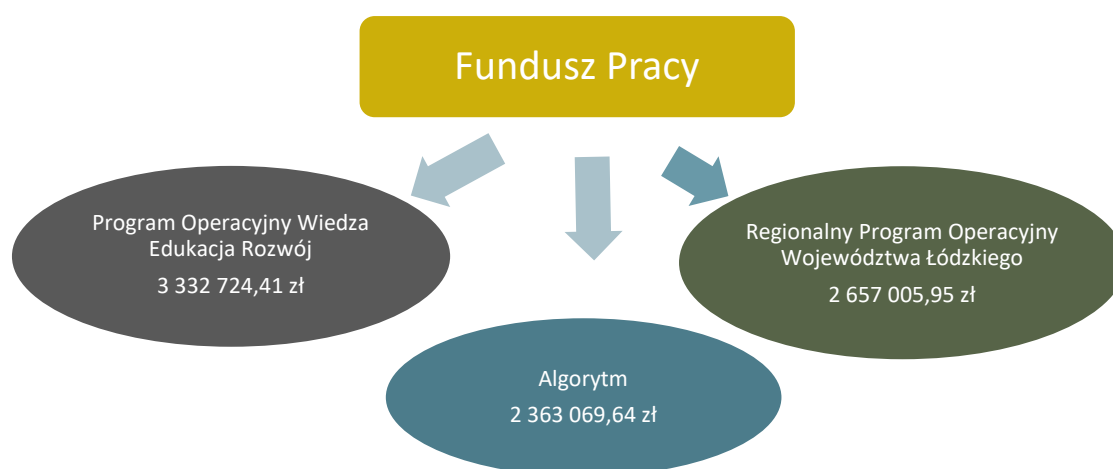 Fundusz Pracy
Program Operacyjny Wiedza
Edukacja Rozwój
3 332 724,41 zł
Algorytm
2 363 069,64 zł
Regionalny Program Operacyjny
Województwa Łódzkiego
2 657 005,95 zł